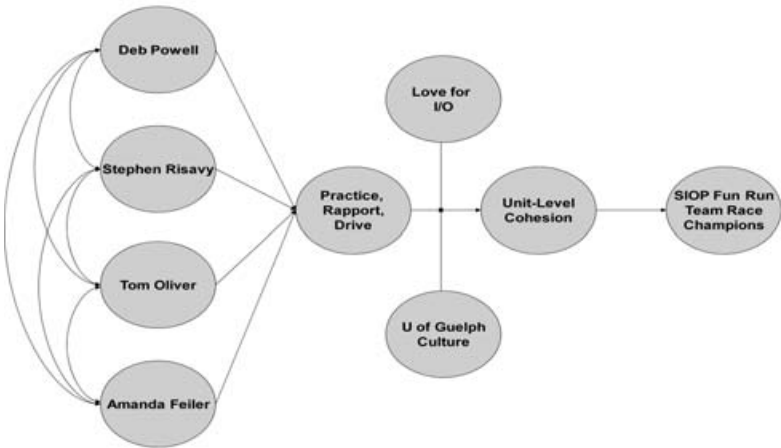 Deb Powell
Stephen Risavy
Tom Oliver
Amanda Feiler
Practice,
Rapport,
Drive
Love for
I/O
U of Guelph
Culture
Unit-Level
Cohesion
SIOP Fun Run
Team Race
Champions